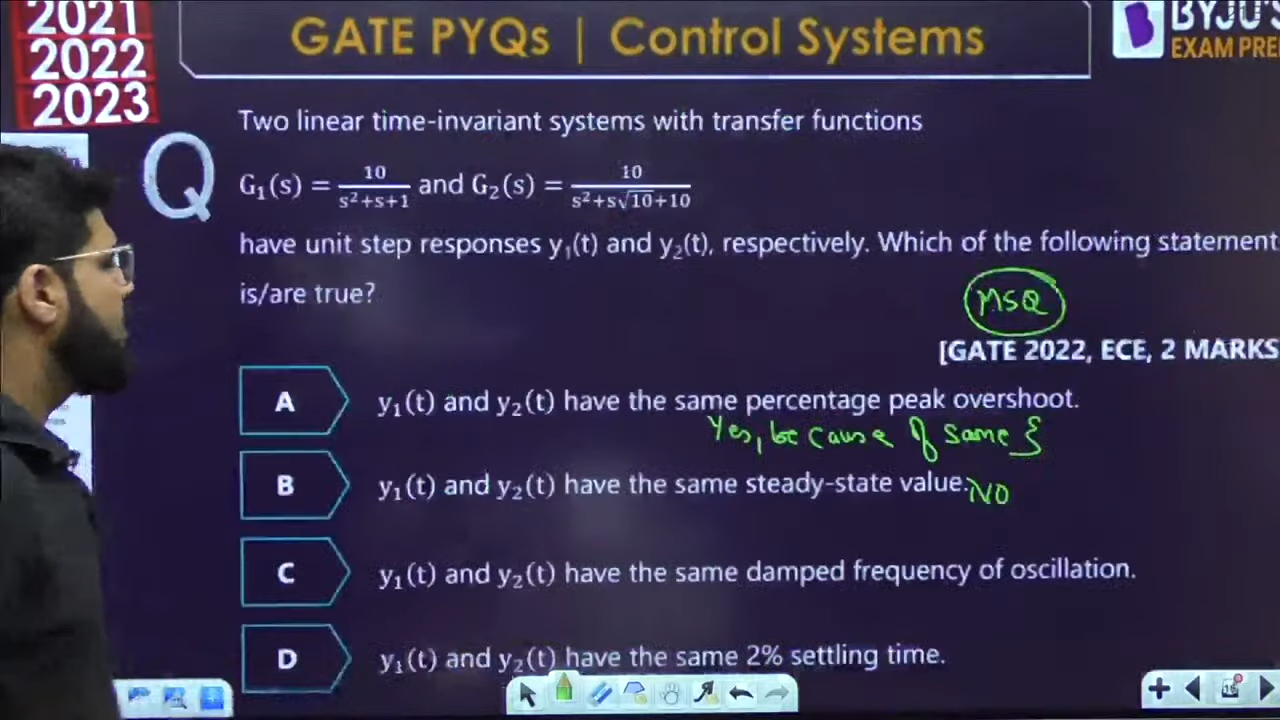 2021
2022
2023
GATE PYQs | Control Systems
BYJU'S
EXAM PRE
Q
Two linear time-invariant systems with transfer functions
G₁(s) = 10/(s²+s+1) and G₂(s) = 10/(s²+s√10+10)
have unit step responses y₁(t) and y₂(t), respectively. Which of the following statement
is/are true?
MSQ
[GATE 2022, ECE, 2 MARKS
A y₁(t) and y₂(t) have the same percentage peak overshoot.
Yes, because of same ξ
B y₁(t) and y₂(t) have the same steady-state value. NO
C y₁(t) and y₂(t) have the same damped frequency of oscillation.
D y₁(t) and y₂(t) have the same 2% settling time.